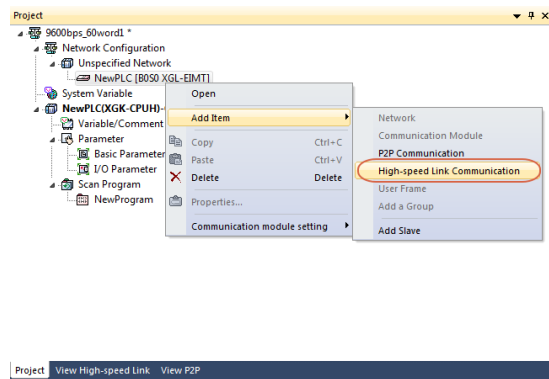 Project
9600bps_60word1 *
Network Configuration
Unspecified Network
NewPLC [B0S0 XGL-EIMT]
System Variable
NewPLC(XGK-CPUH)-
Variable/Comment
Parameter
Basic Parameter
I/O Parameter
Scan Program
NewProgram
Open
Add Item
Copy Ctrl+C
Paste Ctrl+V
Delete Delete
Properties...
Communication module setting
Network
Communication Module
P2P Communication
High-speed Link Communication
User Frame
Add a Group
Add Slave
Project View High-speed Link View P2P